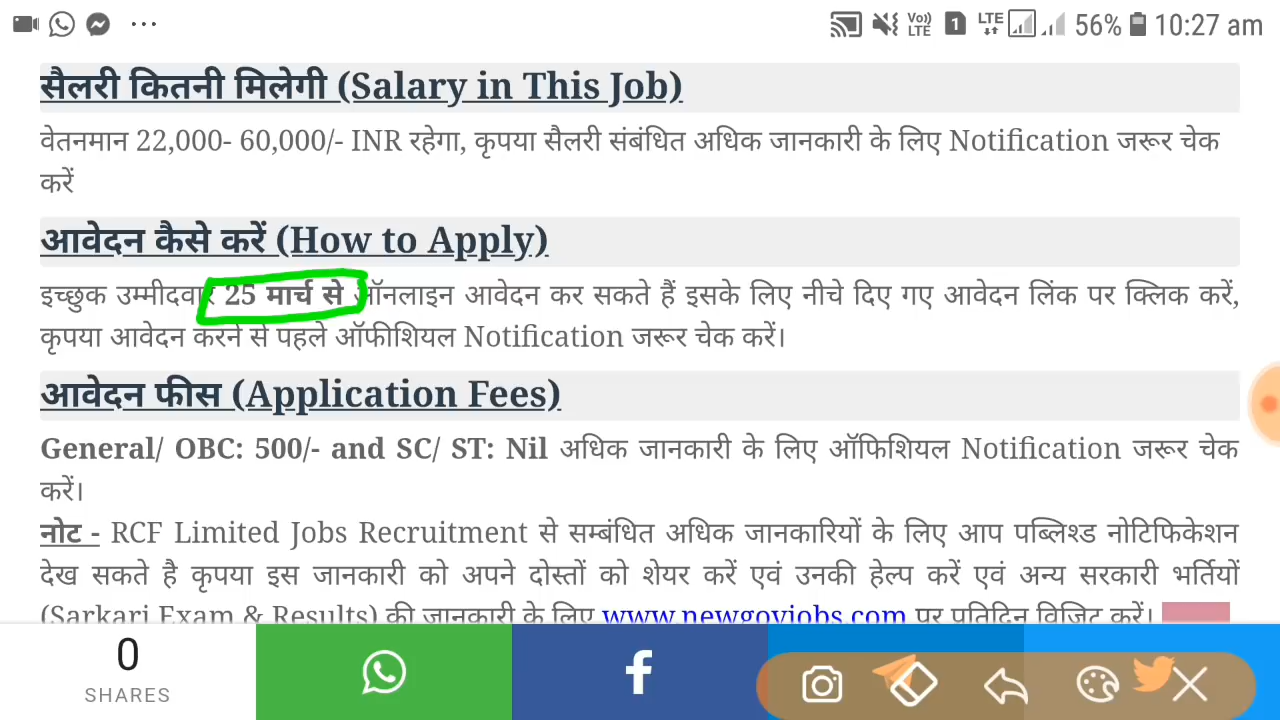 56% 10:27 am
सैलरी कितनी मिलेगी (Salary in This Job)
वेतनमान 22,000- 60,000/- INR रहेगा, कृपया सैलरी संबंधित अधिक जानकारी के लिए Notification जरूर चेक
करें
आवेदन कैसे करें (How to Apply)
इच्छुक उम्मीदवार 25 मार्च से ऑनलाइन आवेदन कर सकते हैं इसके लिए नीचे दिए गए आवेदन लिंक पर क्लिक करें,
कृपया आवेदन करने से पहले ऑफीशियल Notification जरूर चेक करें।
आवेदन फीस (Application Fees)
General/ OBC: 500/- and SC/ ST: Nil अधिक जानकारी के लिए ऑफिशियल Notification जरूर चेक
करें।
नोट - RCF Limited Jobs Recruitment से सम्बंधित अधिक जानकारियों के लिए आप पब्लिश्ड नोटिफिकेशन
देख सकते है कृपया इस जानकारी को अपने दोस्तों को शेयर करें एवं उनकी हेल्प करें एवं अन्य सरकारी भर्तियों
(Sarkari Exam & Results) की जानकारी के लिए www.newgovjobs.com पर प्रतिदिन विजिट करें।
0
SHARES